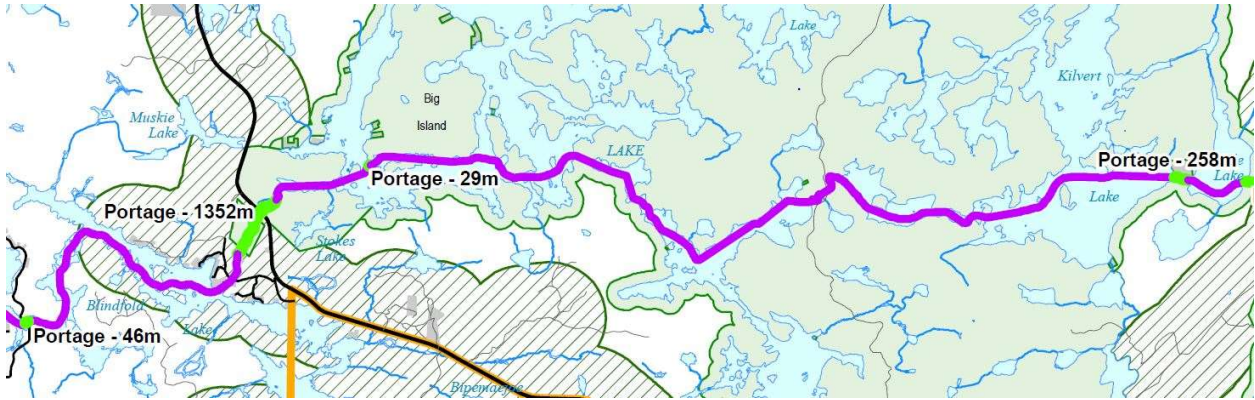 Lake
Kilvert
Big
Island
Muskie
Lake
LAKE
Portage - 258m
Portage - 29m
Lake
Lake
Portage - 1352m
Stokes
Lake
Blindfold
Lake
Portage - 46m